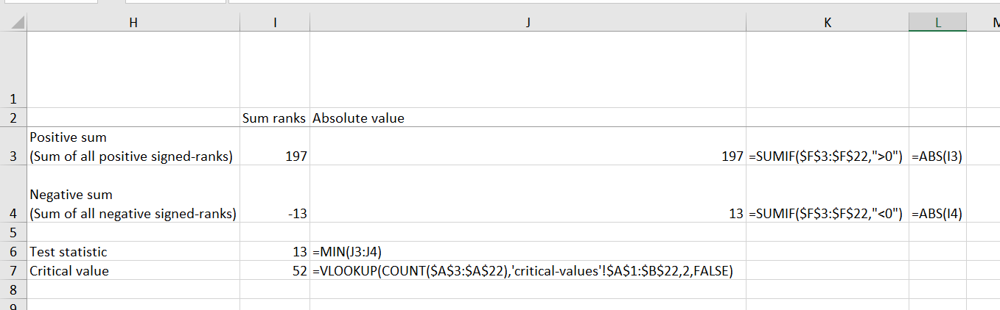 H I J K L
1
2 Sum ranks Absolute value
Positive sum
3 (Sum of all positive signed-ranks) 197 197 =SUMIF($F$3:$F$22,">0") =ABS(I3)
Negative sum
4 (Sum of all negative signed-ranks) -13 13 =SUMIF($F$3:$F$22,"<0") =ABS(I4)
5
6 Test statistic 13 =MIN(J3:J4)
7 Critical value 52 =VLOOKUP(COUNT($A$3:$A$22),'critical-values'!$A$1:$B$22,2,FALSE)
8
9